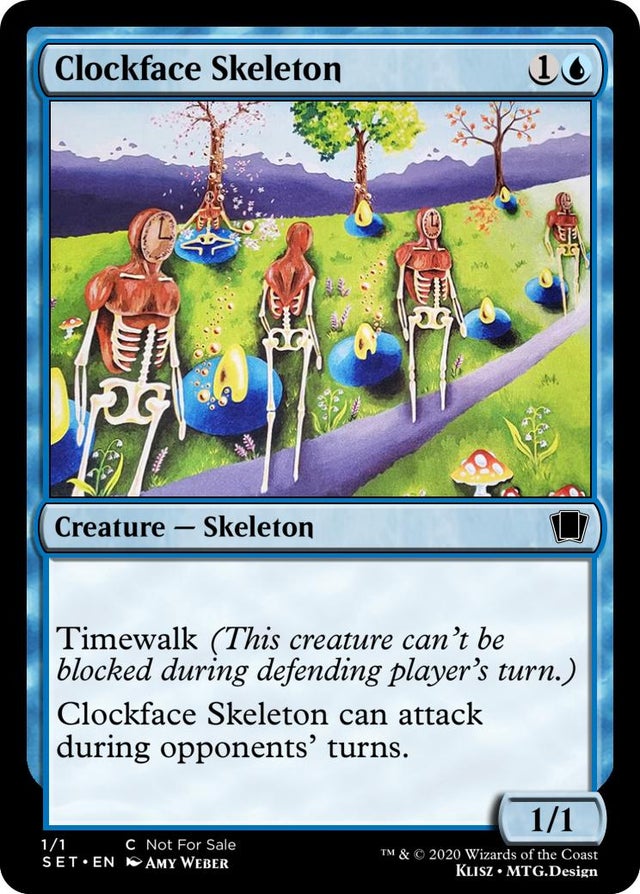 Clockface Skeleton 1
Creature — Skeleton
Timewalk (This creature can't be
blocked during defending player's turn.)
Clockface Skeleton can attack
during opponents' turns.
1/1
1/1 C Not For Sale
SET • EN Amy Weber
™ & © 2020 Wizards of the Coast
Klisz • MTG.Design